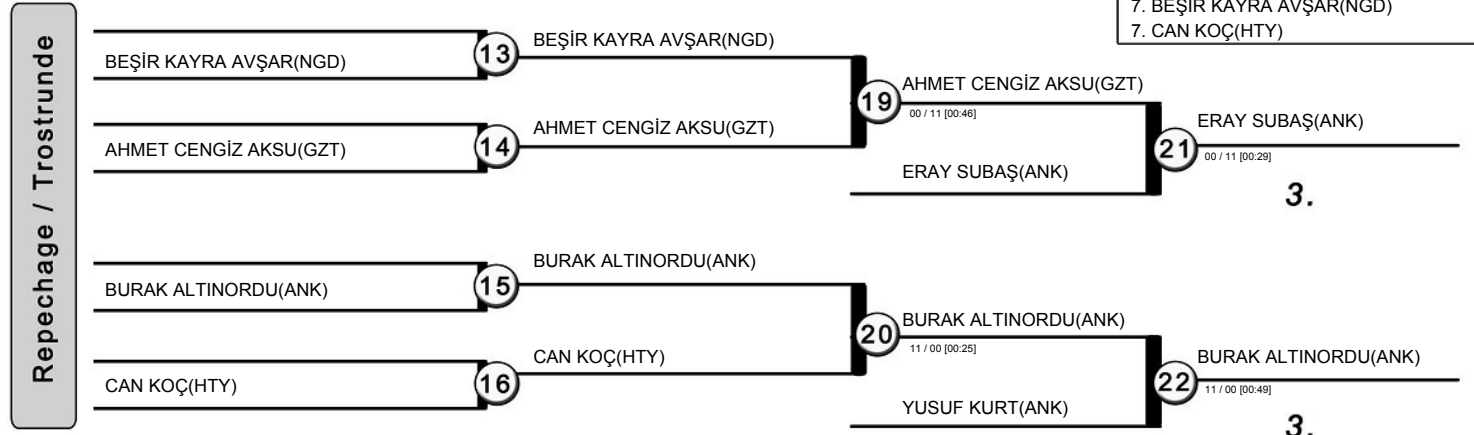 7. BEŞİR KAYRA AVŞAR(NGD)
7. CAN KOÇ(HTY)
Repechage / Trostrunde
BEŞİR KAYRA AVŞAR(NGD)
13
BEŞİR KAYRA AVŞAR(NGD)
AHMET CENGİZ AKSU(GZT)
14
AHMET CENGİZ AKSU(GZT)
19
AHMET CENGİZ AKSU(GZT)
00 / 11 [00:46]
ERAY SUBAŞ(ANK)
21
ERAY SUBAŞ(ANK)
00 / 11 [00:29]
3.
BURAK ALTINORDU(ANK)
15
BURAK ALTINORDU(ANK)
CAN KOÇ(HTY)
16
CAN KOÇ(HTY)
20
BURAK ALTINORDU(ANK)
11 / 00 [00:25]
YUSUF KURT(ANK)
22
BURAK ALTINORDU(ANK)
11 / 00 [00:49]
3.